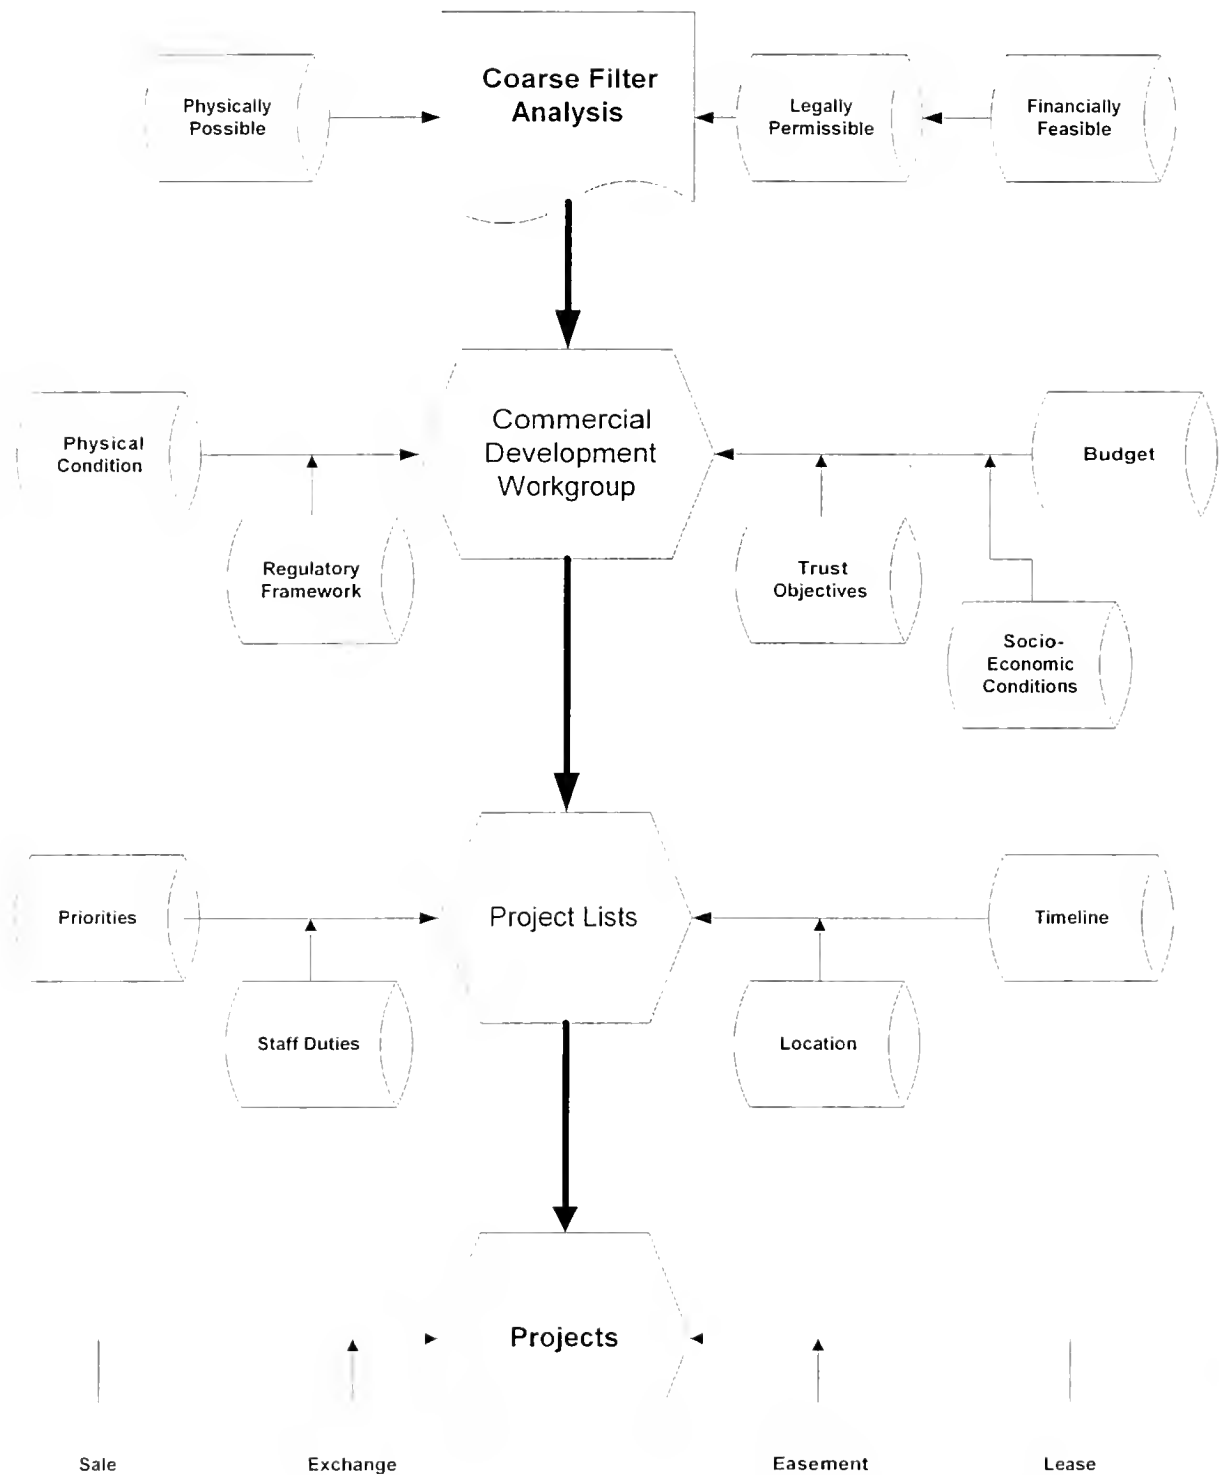 Coarse Filter
Analysis
Physically
Possible
Legally
Permissible
Financially
Feasible
Commercial
Development
Workgroup
Physical
Condition
Budget
Regulatory
Framework
Trust
Objectives
Socio-
Economic
Conditions
Priorities
Project Lists
Timeline
Staff Duties
Location
Projects
Sale
Exchange
Easement
Lease